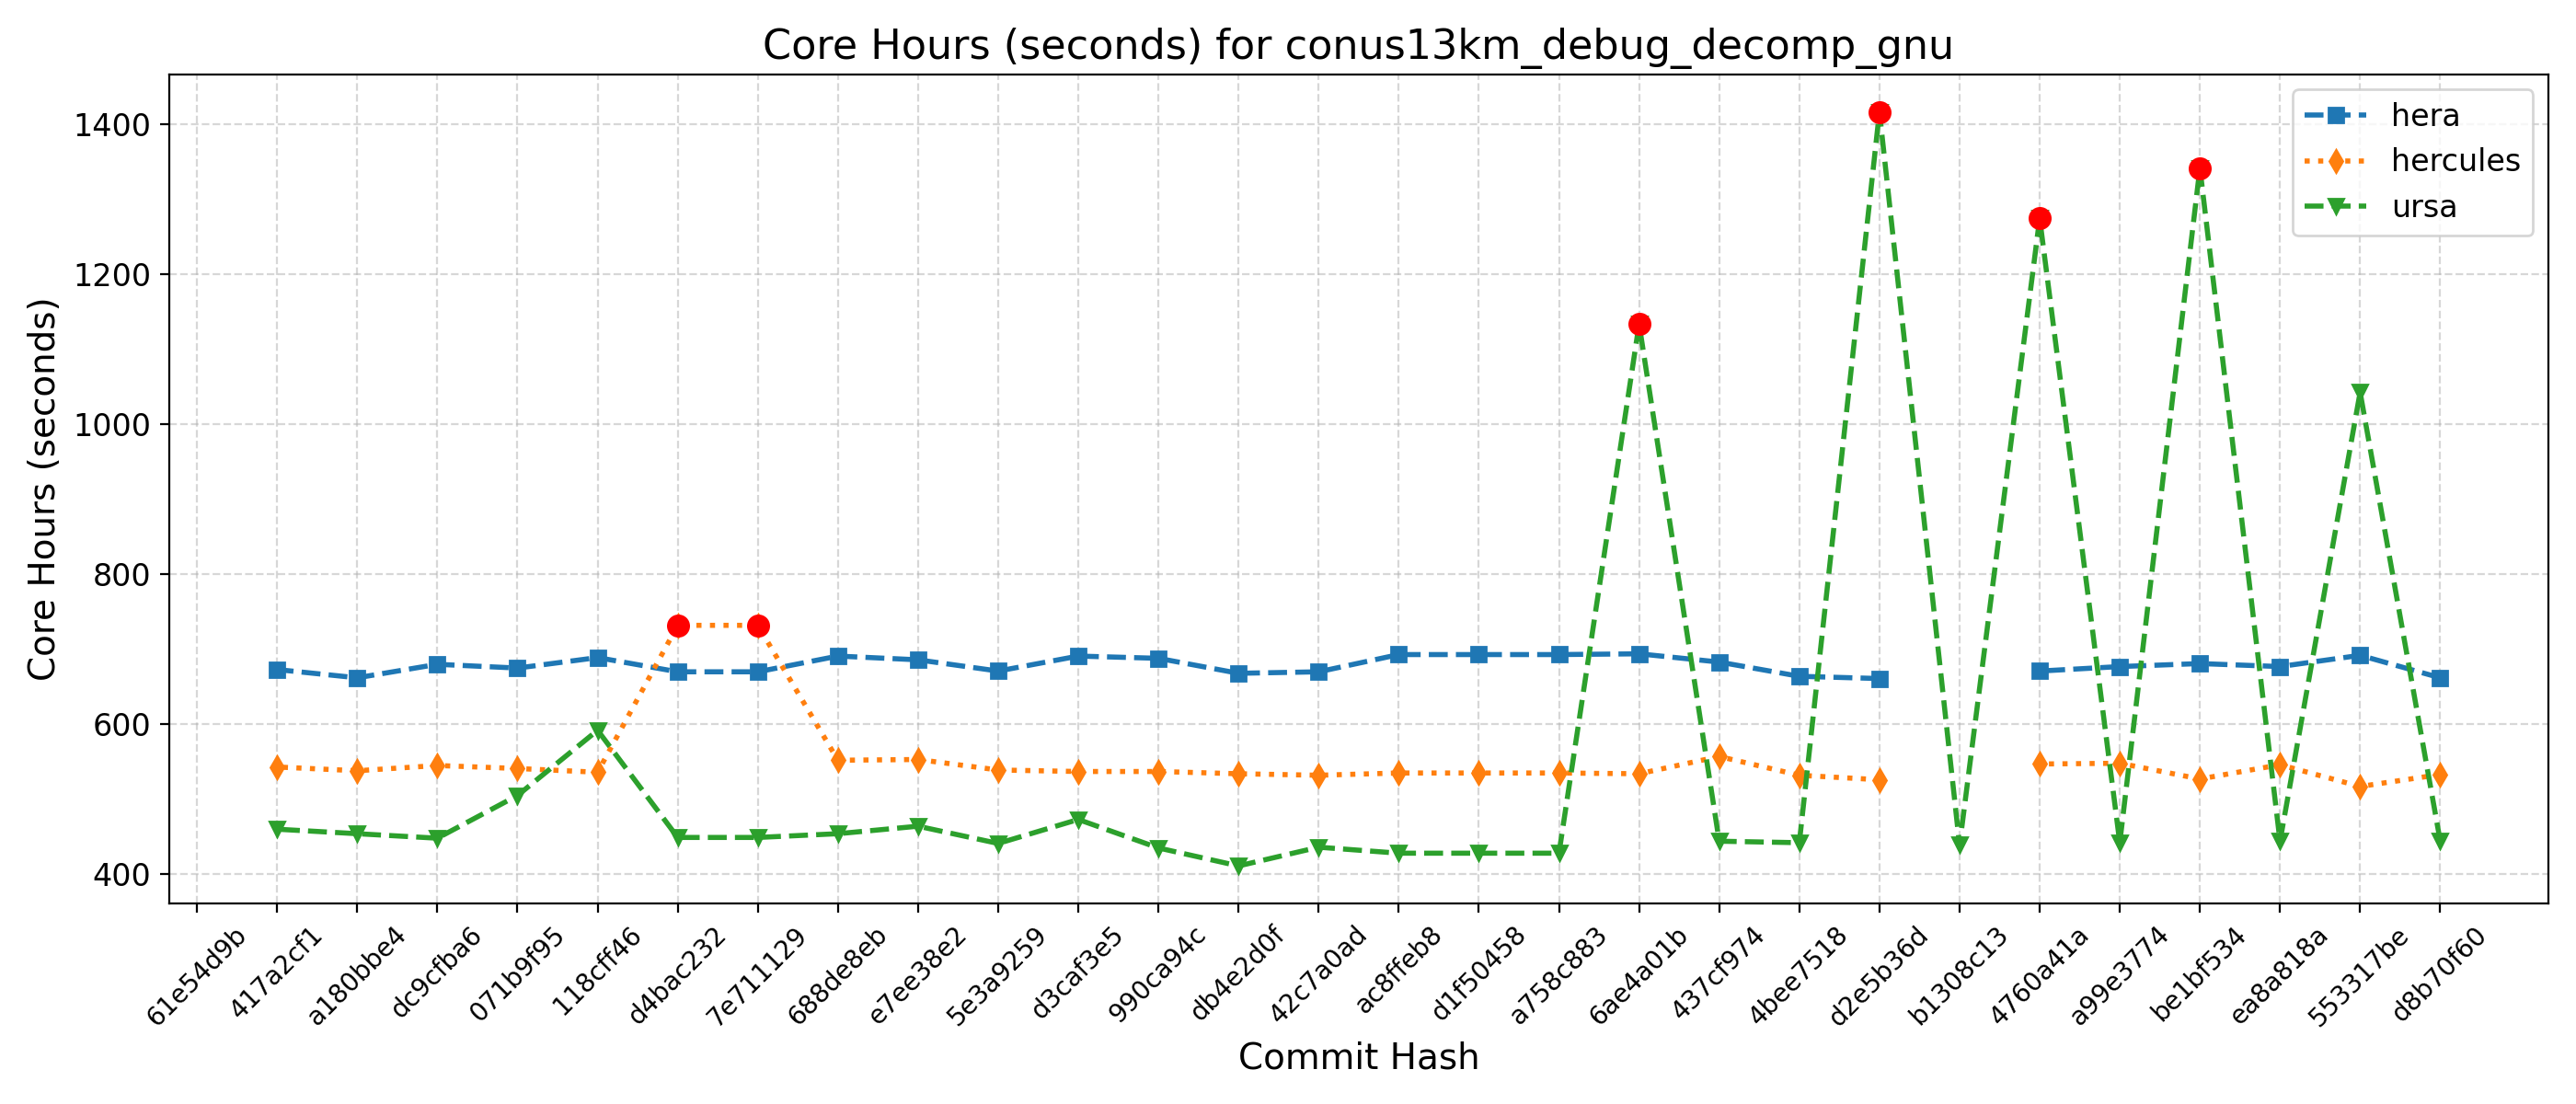 Core Hours (seconds) for conus13km_debug_decomp_gnu
Core Hours (seconds)
1400
1200
1000
800
600
400
hera
hercules
ursa
61e54d9b
417a2cf1
a180bbe4
dc9cfba6
071b9f95
118cff46
d4bac232
7e711129
688de8eb
e7ee38e2
5e3a9259
d3caf3e5
990ca94c
db4e2d0f
42c7a0ad
ac8ffeb8
d1f50458
a758c883
6ae4a01b
437cf974
4bee7518
d2e5b36d
b1308c13
4760a41a
a99e3774
be1bf534
ea8a818a
553317be
d8b70f60
Commit Hash